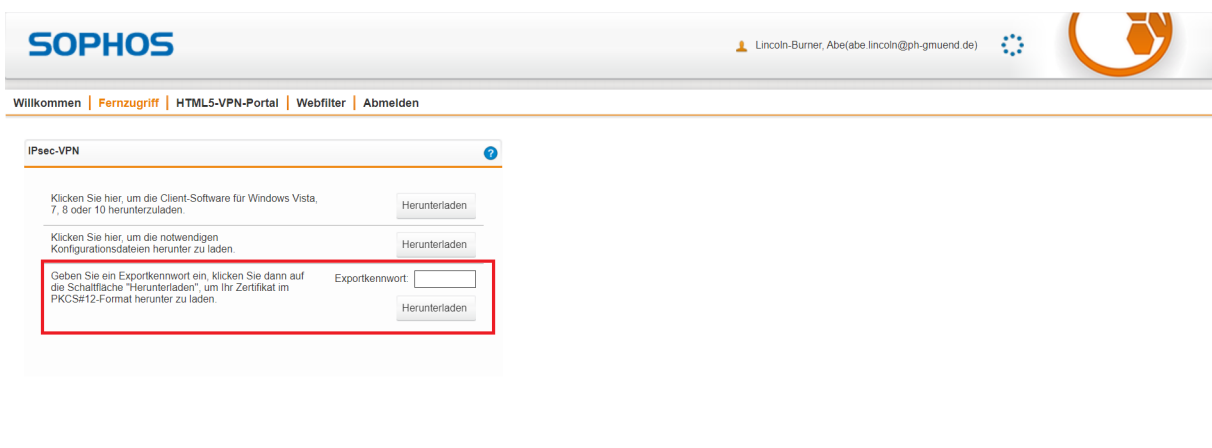 SOPHOS
Lincoln-Burner, Abe(abe.lincoln@ph-gmuend.de)
Willkommen | Fernzugriff | HTML5-VPN-Portal | Webfilter | Abmelden
IPsec-VPN ?
Klicken Sie hier, um die Client-Software für Windows Vista,
7, 8 oder 10 herunterzuladen.
Herunterladen
Klicken Sie hier, um die notwendigen
Konfigurationsdateien herunter zu laden.
Herunterladen
Geben Sie ein Exportkennwort ein, klicken Sie dann auf
die Schaltfläche "Herunterladen", um Ihr Zertifikat im
PKCS#12-Format herunter zu laden.
Exportkennwort:
Herunterladen